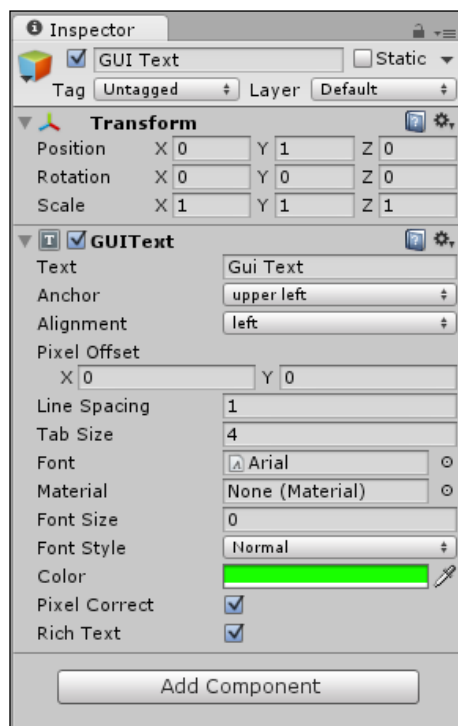 Inspector
GUI Text Static
Tag Untagged Layer Default
Transform
Position X 0 Y 1 Z 0
Rotation X 0 Y 0 Z 0
Scale X 1 Y 1 Z 1
GUIText
Text Gui Text
Anchor upper left
Alignment left
Pixel Offset
X 0 Y 0
Line Spacing 1
Tab Size 4
Font Arial
Material None (Material)
Font Size 0
Font Style Normal
Color
Pixel Correct
Rich Text
Add Component